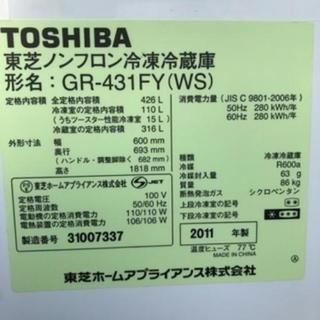 TOSHIBA
東芝ノンフロン冷凍冷蔵庫
形名：GR-431FY(WS)
定格内容積 全定格内容積 426 L
冷凍室の定格内容積 110 L
(うちツースター性能冷凍室 15 L)
冷蔵室の定格内容積 316 L
外形寸法 幅 600 mm
奥行 693 mm
(ハンドル・調整脚除く 682 mm)
高さ 1818 mm
東芝ホームアプライアンス株式会社 JET
定格電圧 100 V
定格周波数 50/60 Hz
電動機の定格消費電力 110/110 W
電熱装置の定格消費電力 106/106 W
製造番号 31007337
消費電力量 (JIS C 9801-2006年)
50Hz 280 kWh/年
60Hz 280 kWh/年
種類 冷凍冷蔵庫
冷媒 R600a
冷媒封入量 63 g
質量 86 kg
断熱材発泡ガス シクロペンタン
上段冷凍室の記号
下段冷凍室の記号
2011 年製
温度ヒューズ 77 ℃
東芝ホームアプライアンス株式会社